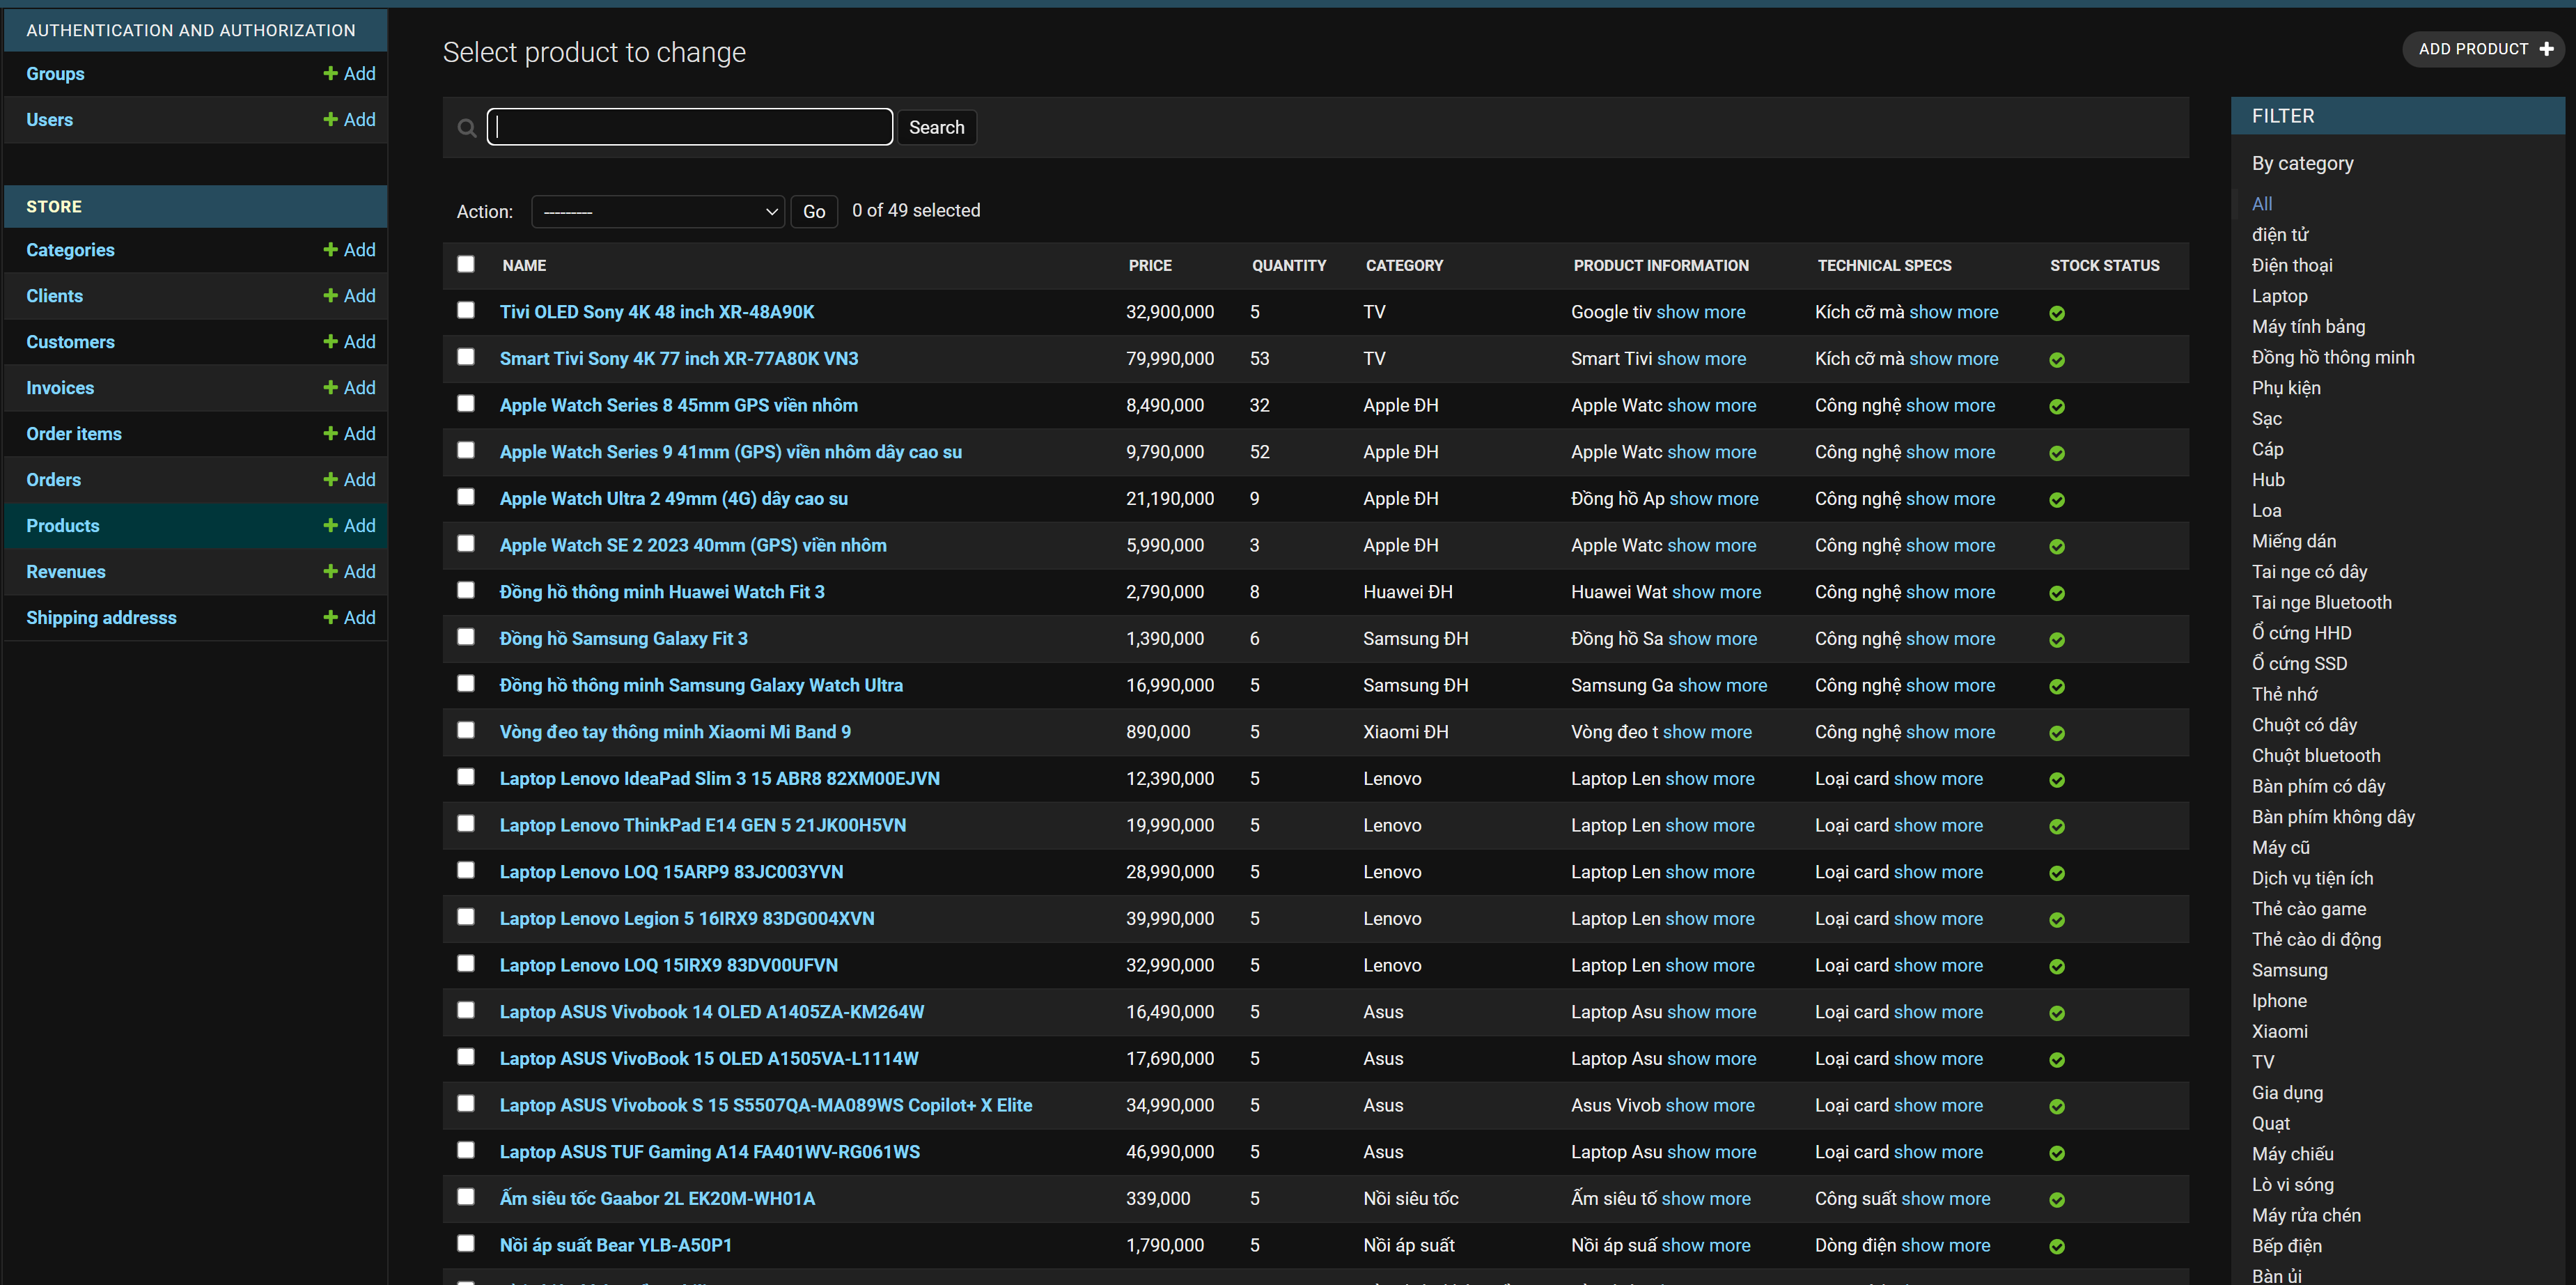 AUTHENTICATION AND AUTHORIZATION
Groups + Add
Users + Add
STORE
Categories + Add
Clients + Add
Customers + Add
Invoices + Add
Order items + Add
Orders + Add
Products + Add
Revenues + Add
Shipping addresss + Add
Select product to change
ADD PRODUCT +
Search
Action: --------- Go 0 of 49 selected
NAME PRICE QUANTITY CATEGORY PRODUCT INFORMATION TECHNICAL SPECS STOCK STATUS
Tivi OLED Sony 4K 48 inch XR-48A90K 32,900,000 5 TV Google tiv show more Kích cỡ mà show more
Smart Tivi Sony 4K 77 inch XR-77A80K VN3 79,990,000 53 TV Smart Tivi show more Kích cỡ mà show more
Apple Watch Series 8 45mm GPS viền nhôm 8,490,000 32 Apple ĐH Apple Watc show more Công nghệ show more
Apple Watch Series 9 41mm (GPS) viền nhôm dây cao su 9,790,000 52 Apple ĐH Apple Watc show more Công nghệ show more
Apple Watch Ultra 2 49mm (4G) dây cao su 21,190,000 9 Apple ĐH Đồng hồ Ap show more Công nghệ show more
Apple Watch SE 2 2023 40mm (GPS) viền nhôm 5,990,000 3 Apple ĐH Apple Watc show more Công nghệ show more
Đồng hồ thông minh Huawei Watch Fit 3 2,790,000 8 Huawei ĐH Huawei Wat show more Công nghệ show more
Đồng hồ Samsung Galaxy Fit 3 1,390,000 6 Samsung ĐH Đồng hồ Sa show more Công nghệ show more
Đồng hồ thông minh Samsung Galaxy Watch Ultra 16,990,000 5 Samsung ĐH Samsung Ga show more Công nghệ show more
Vòng đeo tay thông minh Xiaomi Mi Band 9 890,000 5 Xiaomi ĐH Vòng đeo t show more Công nghệ show more
Laptop Lenovo IdeaPad Slim 3 15 ABR8 82XM00EJVN 12,390,000 5 Lenovo Laptop Len show more Loại card show more
Laptop Lenovo ThinkPad E14 GEN 5 21JK00H5VN 19,990,000 5 Lenovo Laptop Len show more Loại card show more
Laptop Lenovo LOQ 15ARP9 83JC003YVN 28,990,000 5 Lenovo Laptop Len show more Loại card show more
Laptop Lenovo Legion 5 16IRX9 83DG004XVN 39,990,000 5 Lenovo Laptop Len show more Loại card show more
Laptop Lenovo LOQ 15IRX9 83DV00UFVN 32,990,000 5 Lenovo Laptop Len show more Loại card show more
Laptop ASUS Vivobook 14 OLED A1405ZA-KM264W 16,490,000 5 Asus Laptop Asu show more Loại card show more
Laptop ASUS VivoBook 15 OLED A1505VA-L1114W 17,690,000 5 Asus Laptop Asu show more Loại card show more
Laptop ASUS Vivobook S 15 S5507QA-MA089WS Copilot+ X Elite 34,990,000 5 Asus Asus Vivob show more Loại card show more
Laptop ASUS TUF Gaming A14 FA401WV-RG061WS 46,990,000 5 Asus Laptop Asu show more Loại card show more
Ấm siêu tốc Gaabor 2L EK20M-WH01A 339,000 5 Nồi siêu tốc Ấm siêu tố show more Công suất show more
Nồi áp suất Bear YLB-A50P1 1,790,000 5 Nồi áp suất Nồi áp suấ show more Dòng điện show more
FILTER
By category
All
điện tử
Điện thoại
Laptop
Máy tính bảng
Đồng hồ thông minh
Phụ kiện
Sạc
Cáp
Hub
Loa
Miếng dán
Tai nge có dây
Tai nge Bluetooth
Ổ cứng HHD
Ổ cứng SSD
Thẻ nhớ
Chuột có dây
Chuột bluetooth
Bàn phím có dây
Bàn phím không dây
Máy cũ
Dịch vụ tiện ích
Thẻ cào game
Thẻ cào di động
Samsung
Iphone
Xiaomi
TV
Gia dụng
Quạt
Máy chiếu
Lò vi sóng
Máy rửa chén
Bếp điện
Bàn ủi